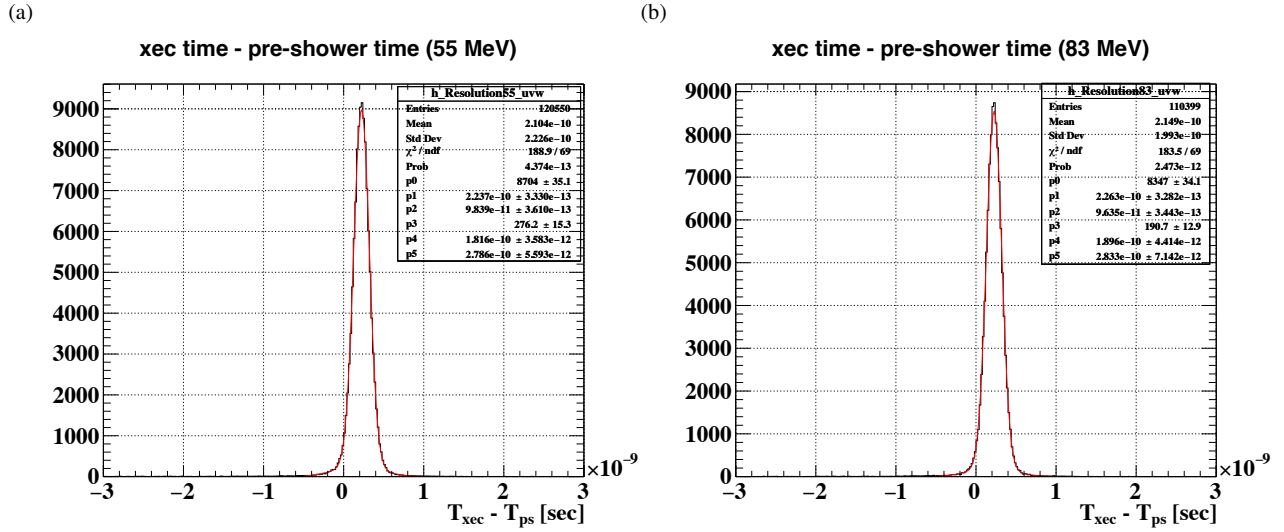 (a)
xec time - pre-shower time (55 MeV)
h_Resolution55_uvw
Entries 120550
Mean 2.104e-10
Std Dev 2.226e-10
χ² / ndf 188.9 / 69
Prob 4.374e-13
p0 8704 ± 35.1
p1 2.237e-10 ± 3.330e-13
p2 9.839e-11 ± 3.610e-13
p3 276.2 ± 15.3
p4 1.816e-10 ± 3.583e-12
p5 2.786e-10 ± 5.593e-12
9000
8000
7000
6000
5000
4000
3000
2000
1000
0
−3 −2 −1 0 1 2 3
×10⁻⁹
T_xec - T_ps [sec]
(b)
xec time - pre-shower time (83 MeV)
h_Resolution83_uvw
Entries 110399
Mean 2.149e-10
Std Dev 1.993e-10
χ² / ndf 183.5 / 69
Prob 2.473e-12
p0 8347 ± 34.1
p1 2.263e-10 ± 3.282e-13
p2 9.635e-11 ± 3.443e-13
p3 190.7 ± 12.9
p4 1.896e-10 ± 4.414e-12
p5 2.833e-10 ± 7.142e-12
9000
8000
7000
6000
5000
4000
3000
2000
1000
0
−3 −2 −1 0 1 2 3
×10⁻⁹
T_xec - T_ps [sec]